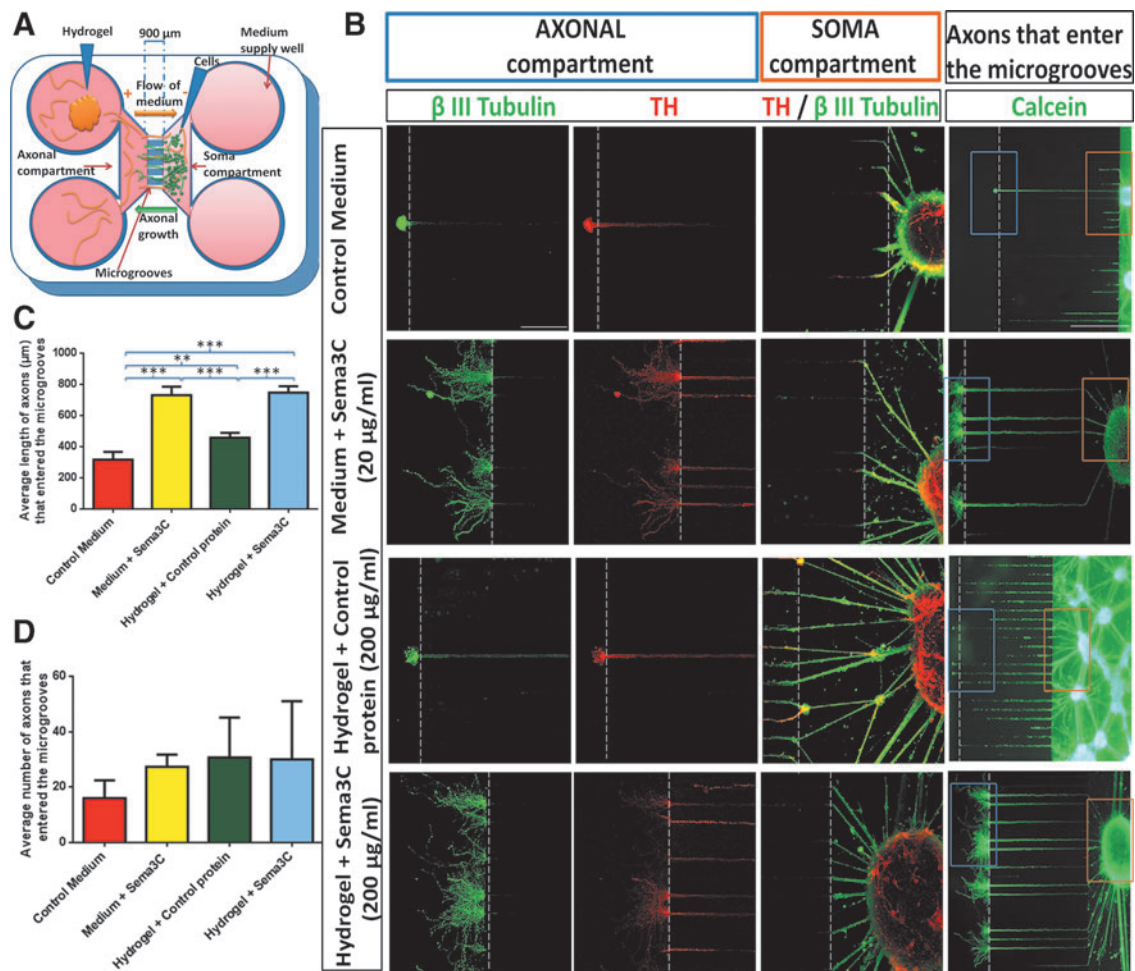 A
Hydrogel
900 µm
Medium
supply well
Cells
+
Flow of
medium
-
Axonal
compartment
Soma
compartment
Axonal
growth
Microgrooves
B
AXONAL
compartment
SOMA
compartment
Axons that enter
the microgrooves
β III Tubulin
TH
TH / β III Tubulin
Calcein
Control Medium
Medium + Sema3C
(20 µg/ml)
Hydrogel + Control
protein (200 µg/ml)
Hydrogel + Sema3C
(200 µg/ml)
C
Average length of axons (µm)
that entered the microgrooves
1000
800
600
400
200
0
***
**
*** *** ***
Control Medium
Medium + Sema3C
Hydrogel + Control protein
Hydrogel + Sema3C
D
Average number of axons that
entered the microgrooves
60
40
20
0
Control Medium
Medium + Sema3C
Hydrogel + Control protein
Hydrogel + Sema3C